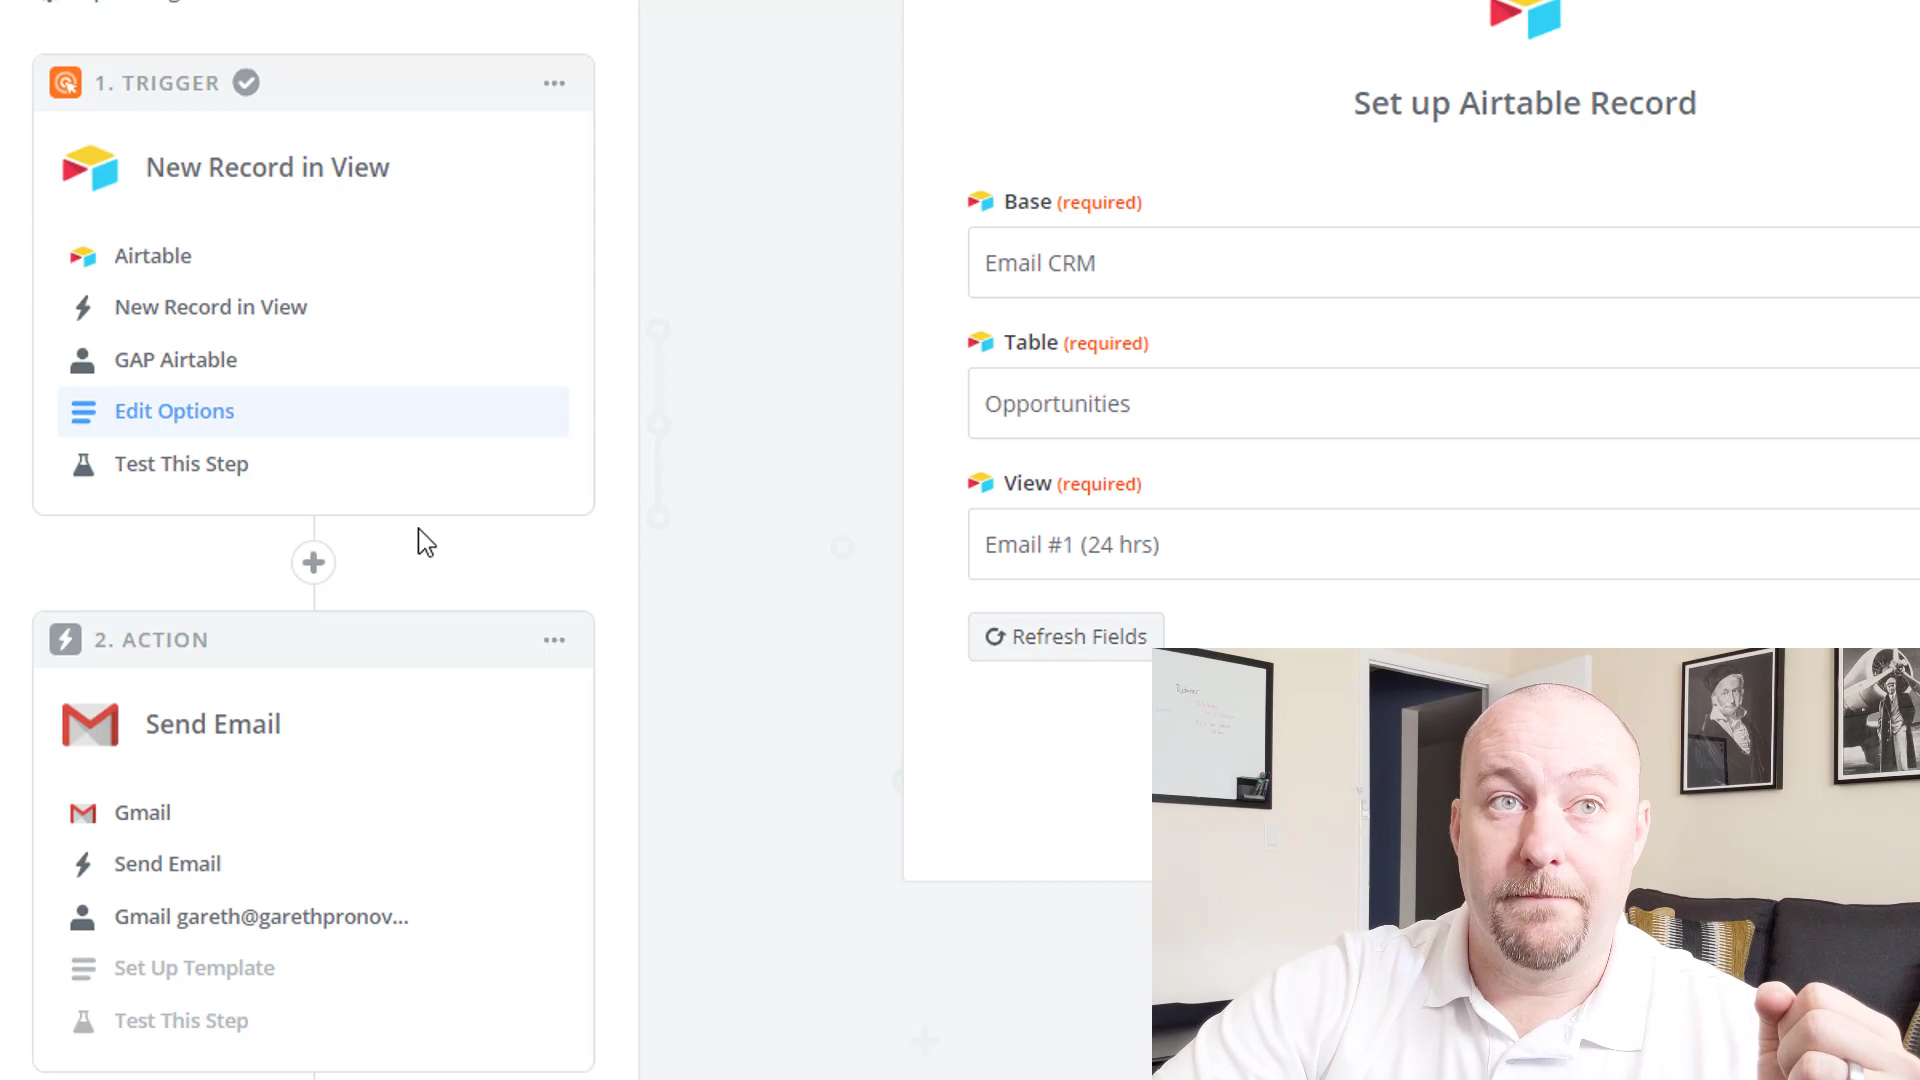 1. TRIGGER
New Record in View
Airtable
New Record in View
GAP Airtable
Edit Options
Test This Step
2. ACTION
Send Email
Gmail
Send Email
Gmail gareth@garethpronov...
Set Up Template
Test This Step
Set up Airtable Record
Base (required)
Email CRM
Table (required)
Opportunities
View (required)
Email #1 (24 hrs)
Refresh Fields